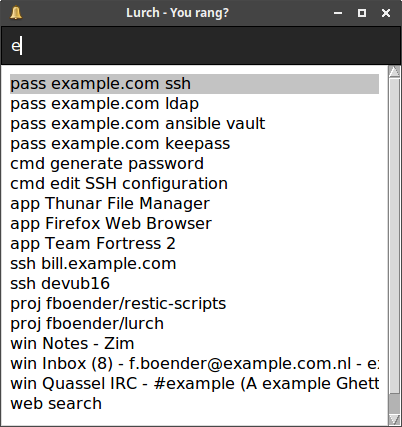 Lurch - You rang?
e
pass example.com ssh
pass example.com ldap
pass example.com ansible vault
pass example.com keepass
cmd generate password
cmd edit SSH configuration
app Thunar File Manager
app Firefox Web Browser
app Team Fortress 2
ssh bill.example.com
ssh devub16
proj fboender/restic-scripts
proj fboender/lurch
win Notes - Zim
win Inbox (8) - f.boender@example.com.nl - e
win Quassel IRC - #example (A example Ghett
web search